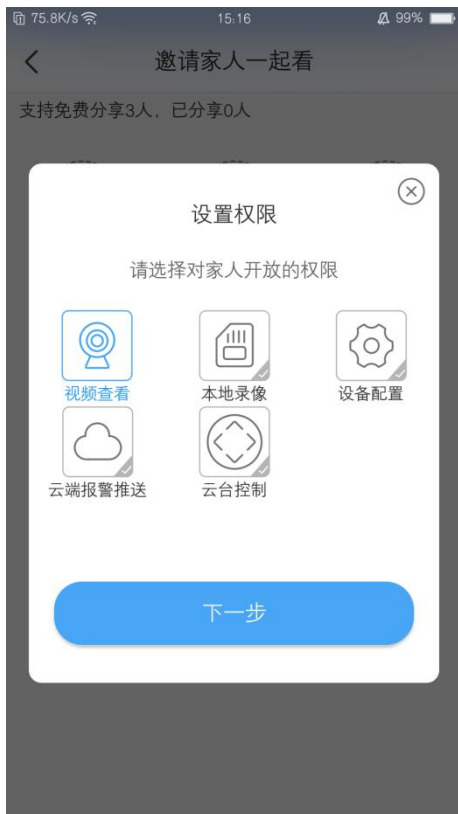 75.8K/s
15:16
99%
邀请家人一起看
支持免费分享3人，已分享0人
设置权限
请选择对家人开放的权限
视频查看
本地录像
设备配置
云端报警推送
云台控制
下一步